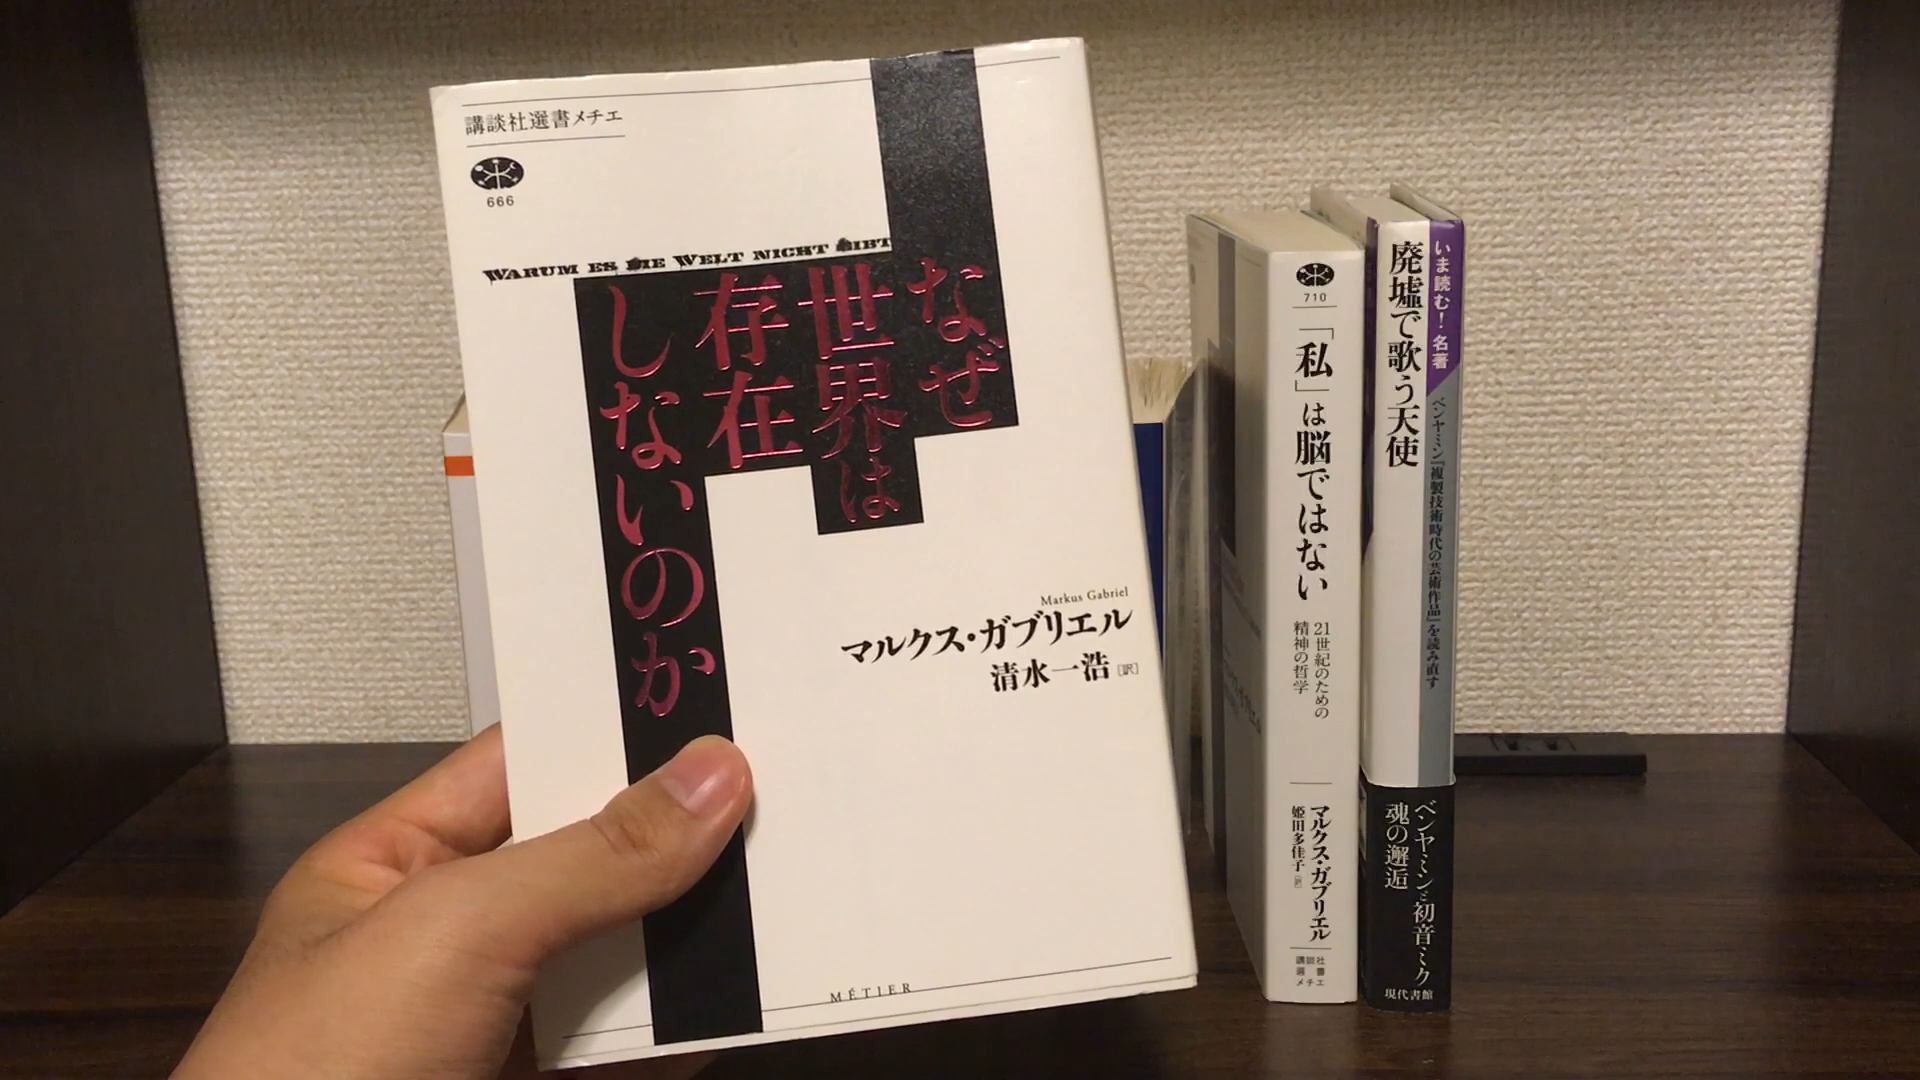 講談社選書メチエ
666
WARUM ES DIE WELT NICHT GIBT
なぜ
世界は
存在
しないのか
Markus Gabriel
マルクス・ガブリエル
清水一浩[訳]
MÉTIER
710
「私」は脳ではない
21世紀のための
精神の哲学
マルクス・ガブリエル
姫田多佳子[訳]
講談社
選書
メチエ
いま読む!名著
廃墟で歌う天使
ベンヤミン『複製技術時代の芸術作品』を読み直す
ベンヤミンと初音ミク
魂の邂逅
現代書館